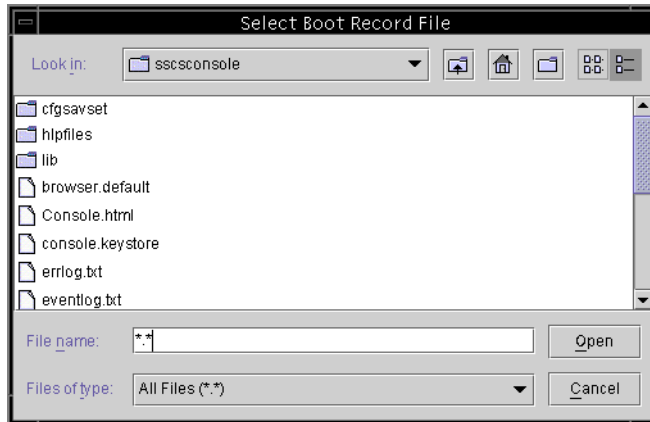 Select Boot Record File
Look in: sscsconsole
cfgsavset
hlpfiles
lib
browser.default
Console.html
console.keystore
errlog.txt
eventlog.txt
File name: *.* Open
Files of type: All Files (*.*) Cancel